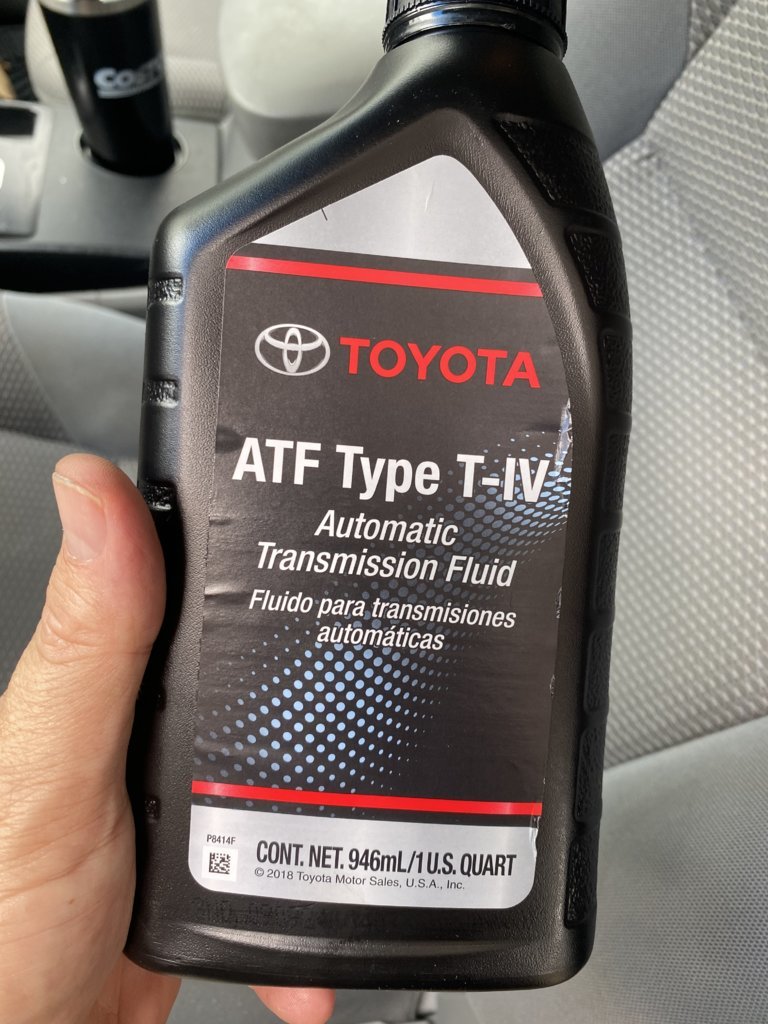 TOYOTA
ATF Type T-IV
Automatic
Transmission Fluid
Fluido para transmisiones
automáticas
P8414F
CONT. NET. 946mL/1 U.S. QUART
© 2018 Toyota Motor Sales, U.S.A., Inc.